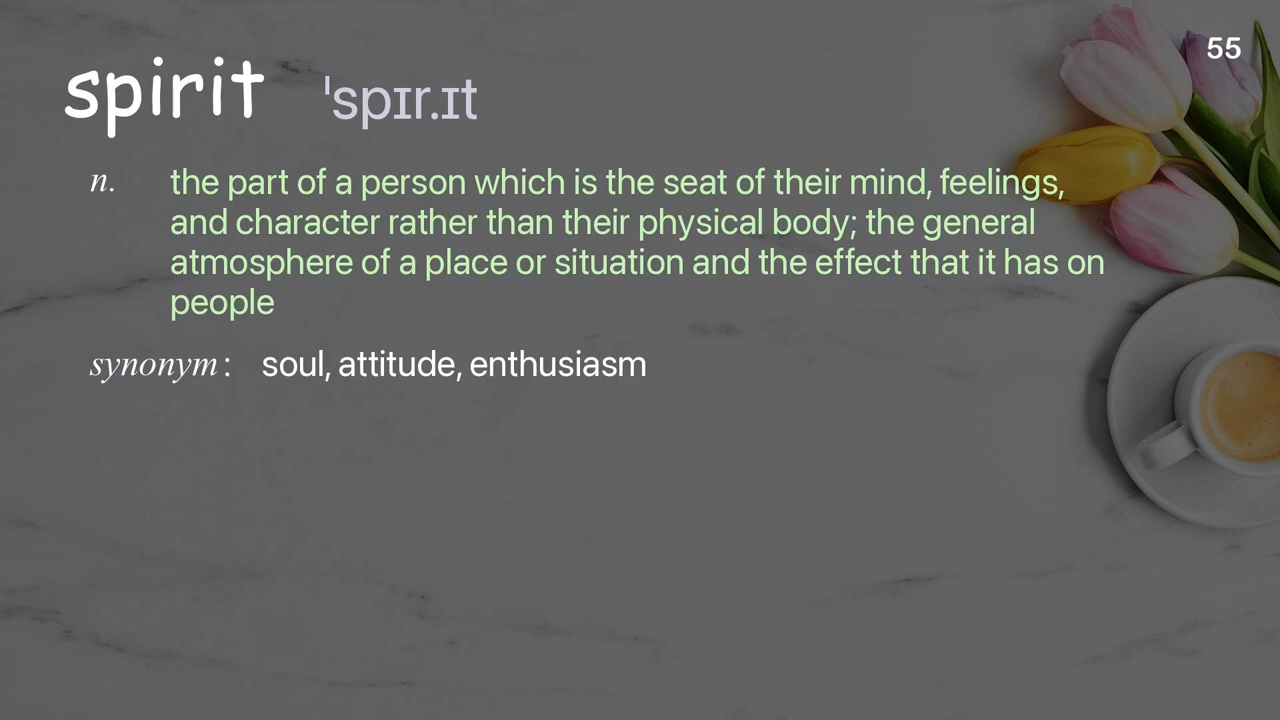 55
spirit ˈspɪr.ɪt
n. the part of a person which is the seat of their mind, feelings,
and character rather than their physical body; the general
atmosphere of a place or situation and the effect that it has on
people
synonym: soul, attitude, enthusiasm